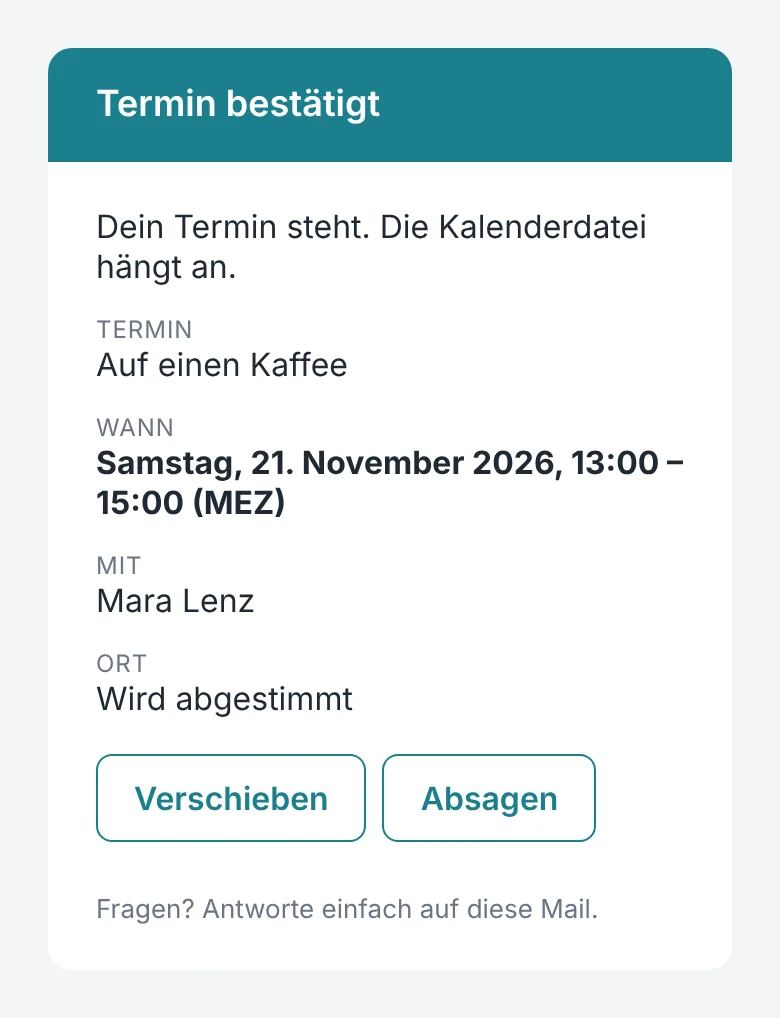 Termin bestätigt
Dein Termin steht. Die Kalenderdatei
hängt an.
TERMIN
Auf einen Kaffee
WANN
Samstag, 21. November 2026, 13:00 –
15:00 (MEZ)
MIT
Mara Lenz
ORT
Wird abgestimmt
Verschieben
Absagen
Fragen? Antworte einfach auf diese Mail.